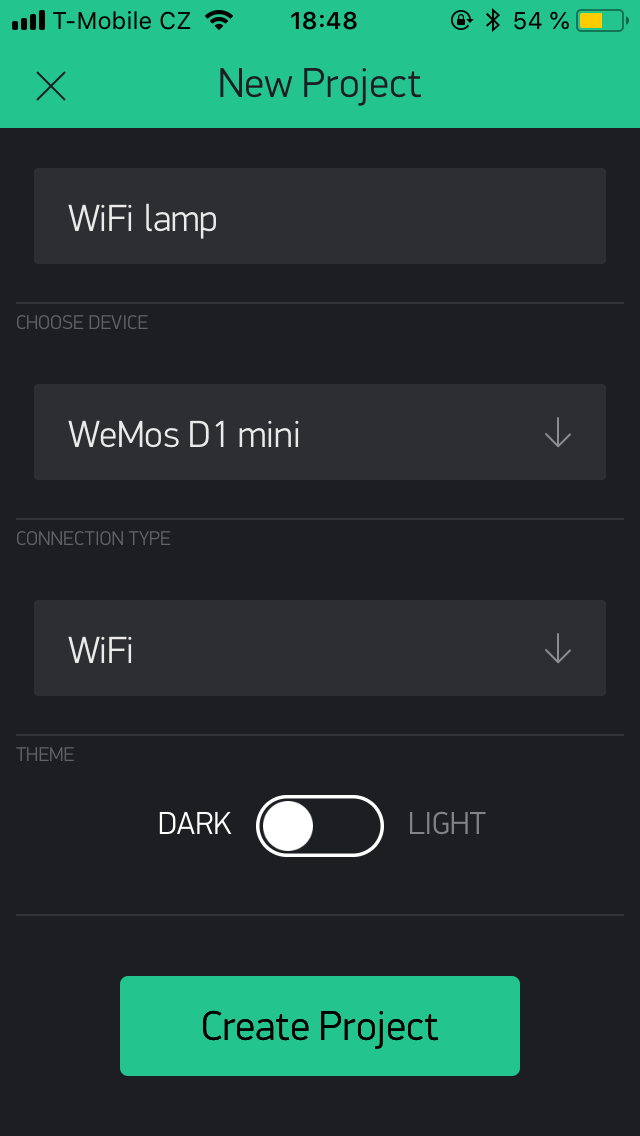 T-Mobile CZ 18:48 54 %
New Project
WiFi lamp
CHOOSE DEVICE
WeMos D1 mini
CONNECTION TYPE
WiFi
THEME
DARK LIGHT
Create Project